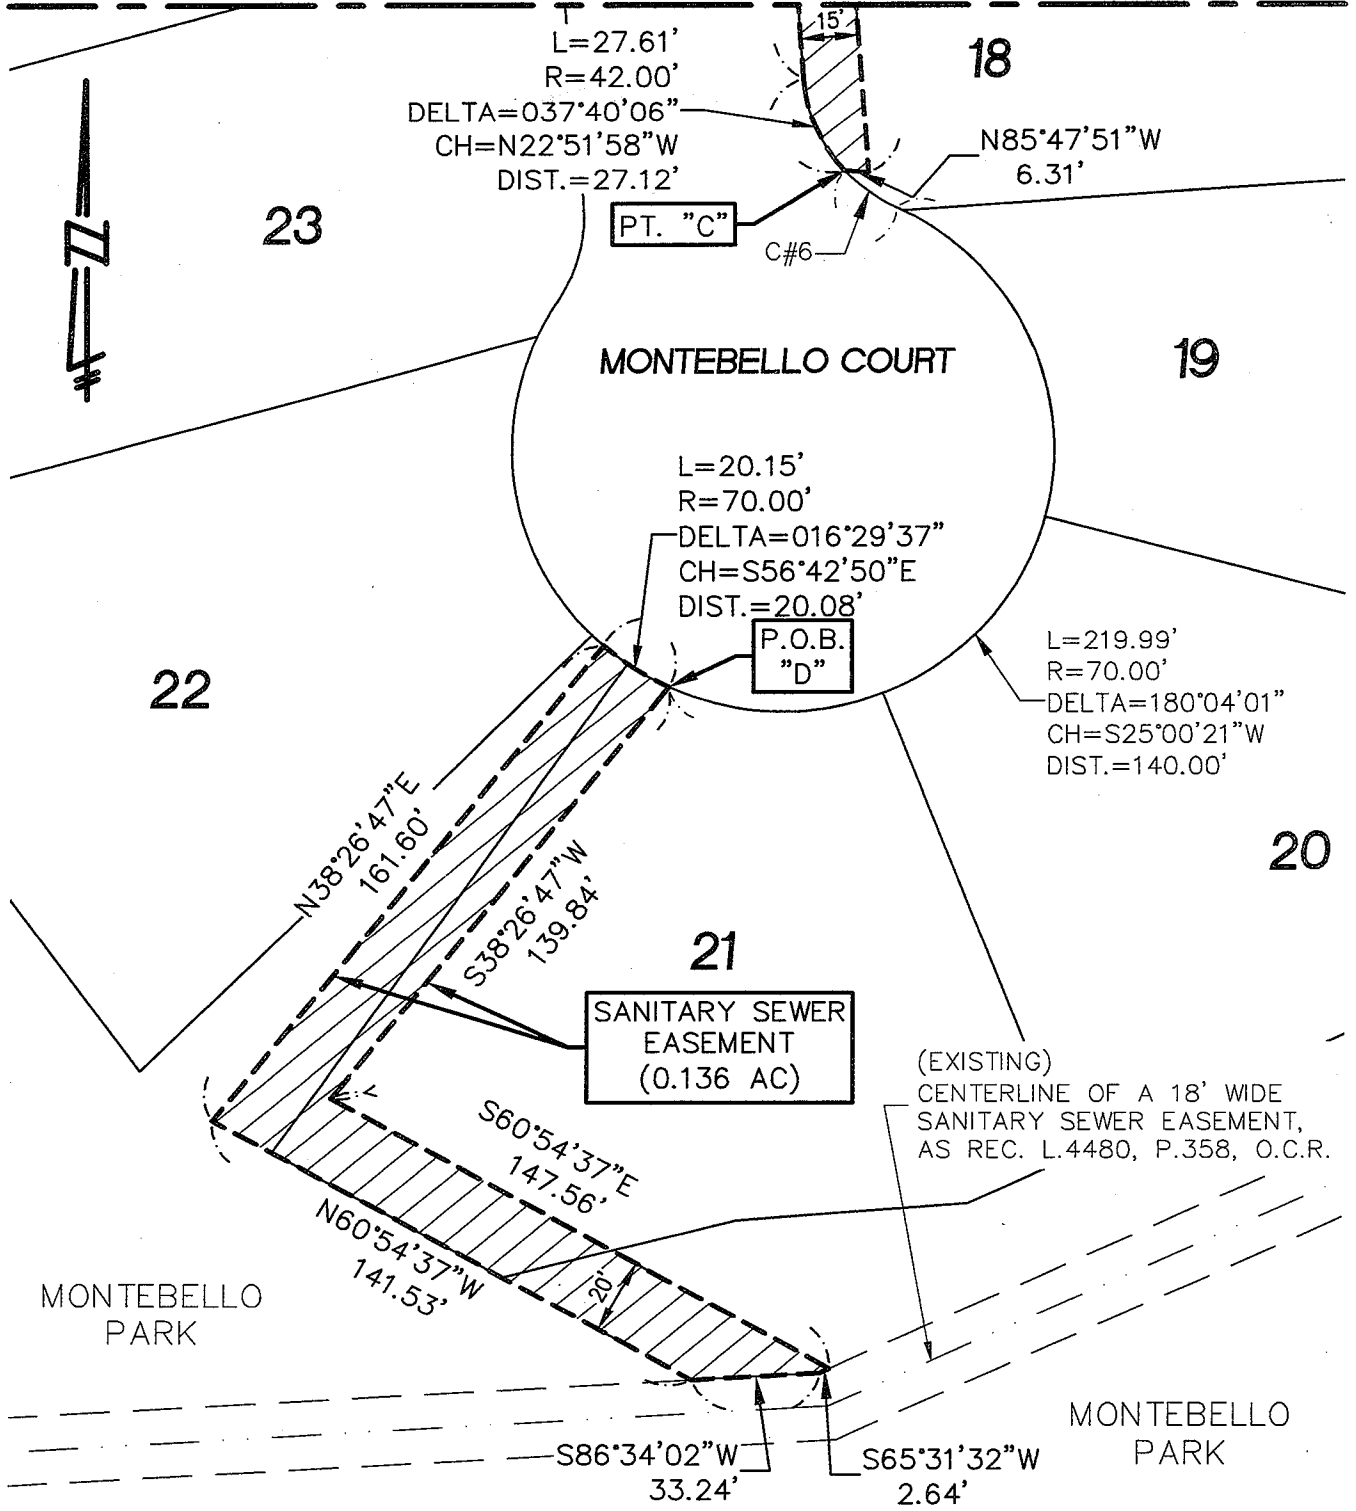 L=27.61'
R=42.00'
DELTA=037°40'06"
CH=N22°51'58"W
DIST.=27.12'
15'
18
N85°47'51"W
6.31'
PT. "C"
C#6
23
N
MONTEBELLO COURT
19
L=20.15'
R=70.00'
DELTA=016°29'37"
CH=S56°42'50"E
DIST.=20.08'
P.O.B.
"D"
L=219.99'
R=70.00'
DELTA=180°04'01"
CH=S25°00'21"W
DIST.=140.00'
22
N38°26'47"E
161.60'
S38°26'47"W
139.84'
20
21
SANITARY SEWER
EASEMENT
(0.136 AC)
(EXISTING)
CENTERLINE OF A 18' WIDE
SANITARY SEWER EASEMENT,
AS REC. L.4480, P.358, O.C.R.
S60°54'37"E
147.56'
N60°54'37"W
141.53'
20'
MONTEBELLO
PARK
MONTEBELLO
PARK
S86°34'02"W
33.24'
S65°31'32"W
2.64'